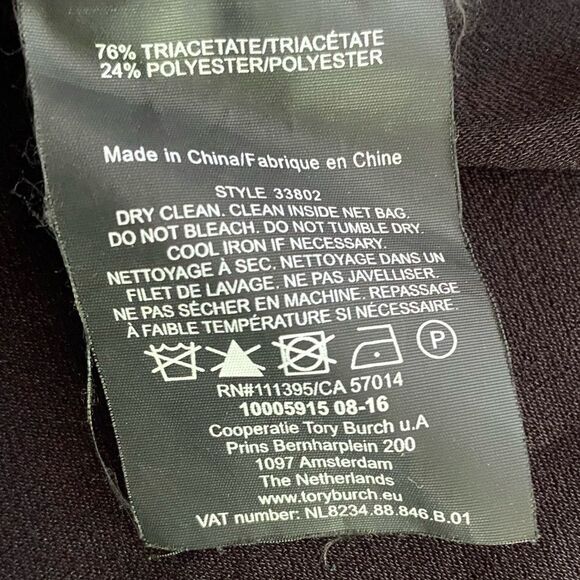 76% TRIACETATE/TRIACÉTATE
24% POLYESTER/POLYESTER
Made in China/Fabrique en Chine
STYLE 33802
DRY CLEAN. CLEAN INSIDE NET BAG.
DO NOT BLEACH. DO NOT TUMBLE DRY.
COOL IRON IF NECESSARY.
NETTOYAGE À SEC. NETTOYAGE DANS UN
FILET DE LAVAGE. NE PAS JAVELLISER.
NE PAS SÉCHER EN MACHINE. REPASSAGE
À FAIBLE TEMPÉRATURE SI NÉCESSAIRE.
P
RN#111395/CA 57014
10005915 08-16
Cooperatie Tory Burch u.A
Prins Bernharplein 200
1097 Amsterdam
The Netherlands
www.toryburch.eu
VAT number: NL8234.88.846.B.01